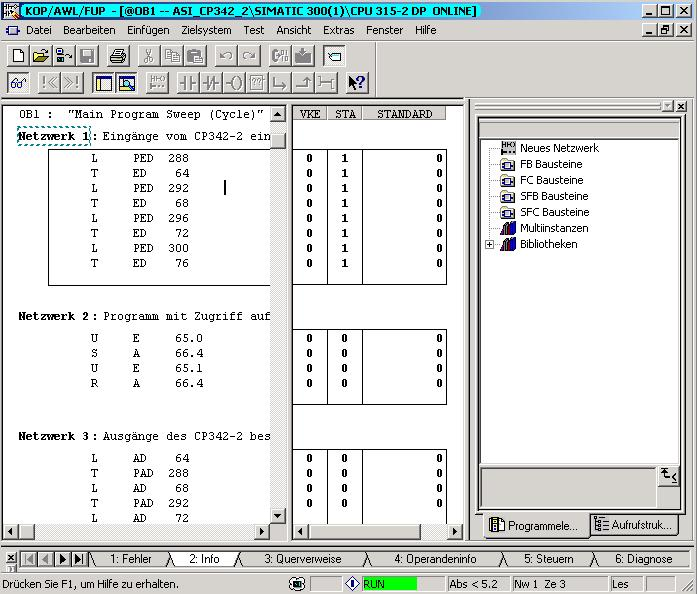 KOP/AWL/FUP - [@OB1 -- ASI_CP342_2\SIMATIC 300(1)\CPU 315-2 DP ONLINE]
Datei Bearbeiten Einfügen Zielsystem Test Ansicht Extras Fenster Hilfe
OB1 : "Main Program Sweep (Cycle)"
VKE STA STANDARD
Netzwerk 1: Eingänge vom CP342-2 ein
L PED 288 0 1 0
T ED 64 0 1 0
L PED 292 0 1 0
T ED 68 0 1 0
L PED 296 0 1 0
T ED 72 0 1 0
L PED 300 0 1 0
T ED 76 0 1 0
Netzwerk 2: Programm mit Zugriff auf
U E 65.0 0 0 0
S A 66.4 0 0 0
U E 65.1 0 0 0
R A 66.4 0 0 0
Netzwerk 3: Ausgänge des CP342-2 bes
L AD 64 0 0 0
T PAD 288 0 0 0
L AD 68 0 0 0
T PAD 292 0 0 0
L AD 72
Neues Netzwerk
FB Bausteine
FC Bausteine
SFB Bausteine
SFC Bausteine
Multiinstanzen
Bibliotheken
Programmele... Aufrufstruk...
1: Fehler 2: Info 3: Querverweise 4: Operandeninfo 5: Steuern 6: Diagnose
Drücken Sie F1, um Hilfe zu erhalten. RUN Abs < 5.2 Nw 1 Ze 3 Les